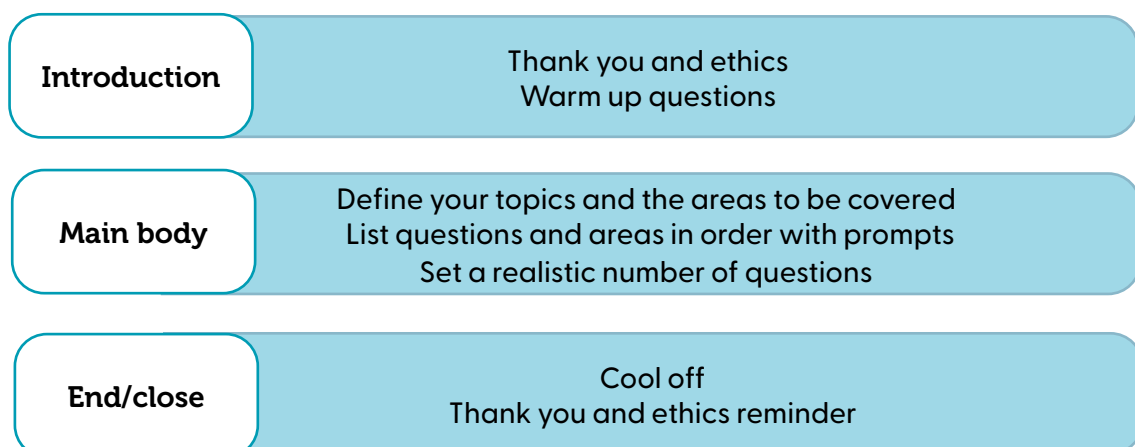 Introduction
Thank you and ethics
Warm up questions
Main body
Define your topics and the areas to be covered
List questions and areas in order with prompts
Set a realistic number of questions
End/close
Cool off
Thank you and ethics reminder